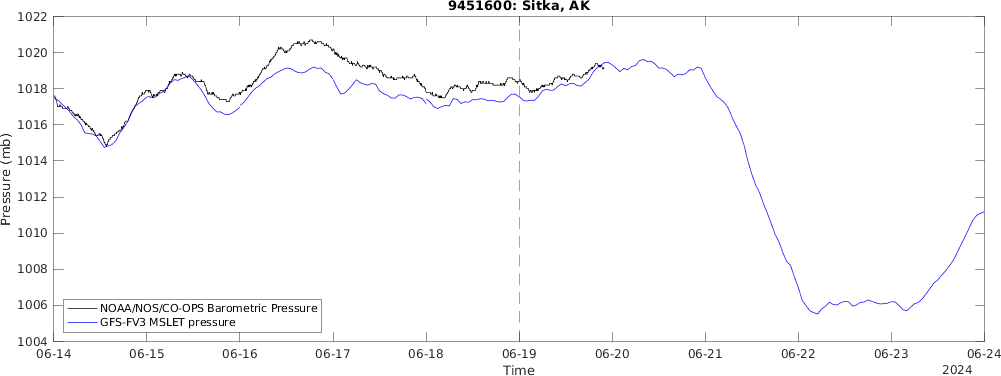 9451600: Sitka, AK
1022
1020
1018
1016
1014
1012
1010
1008
1006
1004
Pressure (mb)
NOAA/NOS/CO-OPS Barometric Pressure
GFS-FV3 MSLET pressure
06-14 06-15 06-16 06-17 06-18 06-19 06-20 06-21 06-22 06-23 06-24
Time
2024